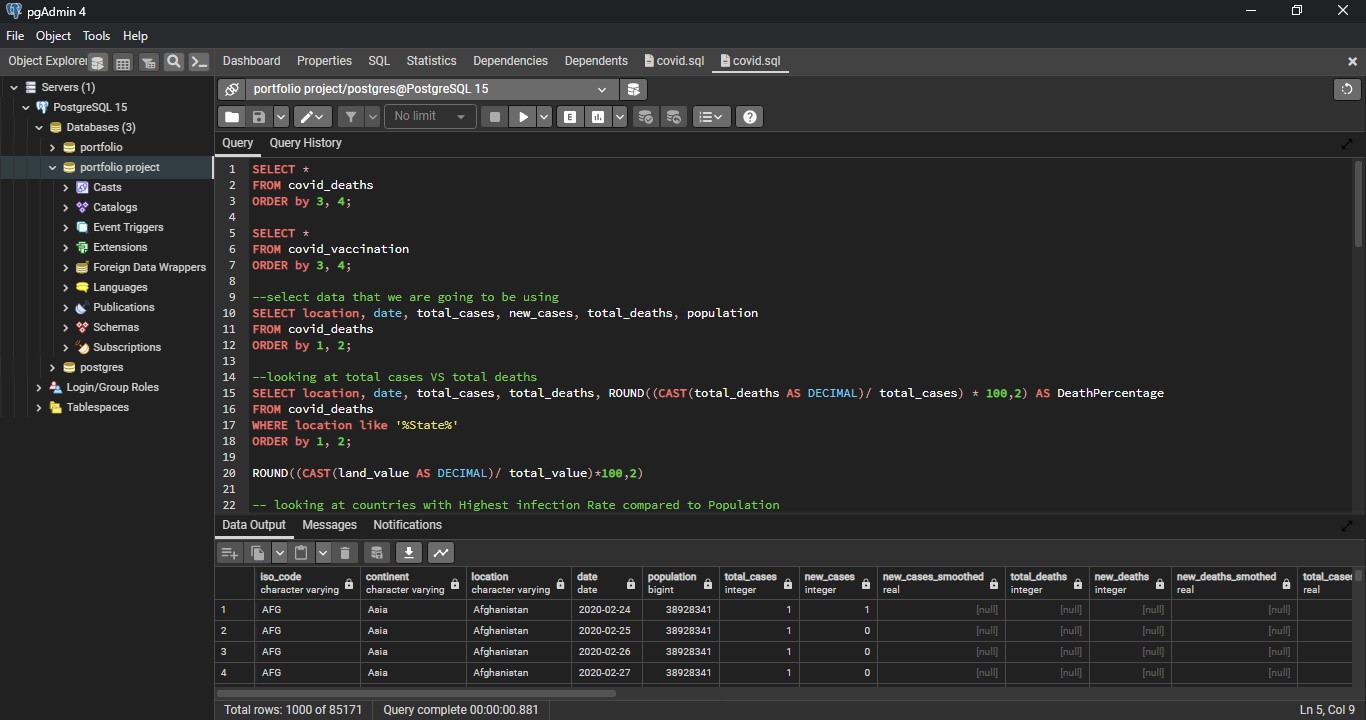 pgAdmin 4
File Object Tools Help
Object Explorer Dashboard Properties SQL Statistics Dependencies Dependents covid.sql covid.sql
Servers (1)
PostgreSQL 15
Databases (3)
portfolio
portfolio project
Casts
Catalogs
Event Triggers
Extensions
Foreign Data Wrappers
Languages
Publications
Schemas
Subscriptions
postgres
Login/Group Roles
Tablespaces
portfolio project/postgres@PostgreSQL 15
No limit E
Query Query History
1 SELECT *
2 FROM covid_deaths
3 ORDER by 3, 4;
4
5 SELECT *
6 FROM covid_vaccination
7 ORDER by 3, 4;
8
9 --select data that we are going to be using
10 SELECT location, date, total_cases, new_cases, total_deaths, population
11 FROM covid_deaths
12 ORDER by 1, 2;
13
14 --looking at total cases VS total deaths
15 SELECT location, date, total_cases, total_deaths, ROUND((CAST(total_deaths AS DECIMAL)/ total_cases) * 100,2) AS DeathPercentage
16 FROM covid_deaths
17 WHERE location like '%State%'
18 ORDER by 1, 2;
19
20 ROUND((CAST(land_value AS DECIMAL)/ total_value)*100,2)
21
22 -- looking at countries with Highest infection Rate compared to Population
Data Output Messages Notifications
iso_code continent location date population total_cases new_cases new_cases_smoothed total_deaths new_deaths new_deaths_smothed total_case
character varying character varying character varying date bigint integer integer real integer integer real real
1 AFG Asia Afghanistan 2020-02-24 38928341 1 1 [null] [null] [null] [null]
2 AFG Asia Afghanistan 2020-02-25 38928341 1 0 [null] [null] [null] [null]
3 AFG Asia Afghanistan 2020-02-26 38928341 1 0 [null] [null] [null] [null]
4 AFG Asia Afghanistan 2020-02-27 38928341 1 0 [null] [null] [null] [null]
Total rows: 1000 of 85171 Query complete 00:00:00.881 Ln 5, Col 9